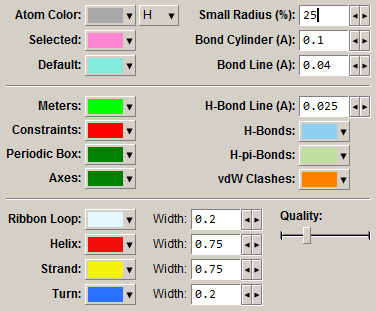 Atom Color: H Small Radius (%): 25
Selected: Bond Cylinder (A): 0.1
Default: Bond Line (A): 0.04
Meters: H-Bond Line (A): 0.025
Constraints: H-Bonds:
Periodic Box: H-pi-Bonds:
Axes: vdW Clashes:
Ribbon Loop: Width: 0.2 Quality:
Helix: Width: 0.75
Strand: Width: 0.75
Turn: Width: 0.2